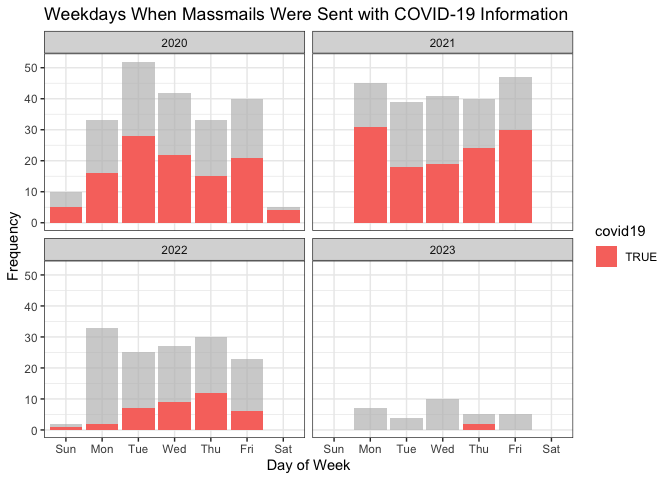 Weekdays When Massmails Were Sent with COVID-19 Information
2020
2021
50
40
30
20
10
0
2022
2023
50
40
30
20
10
0
Sun Mon Tue Wed Thu Fri Sat
Sun Mon Tue Wed Thu Fri Sat
Day of Week
Frequency
covid19
TRUE